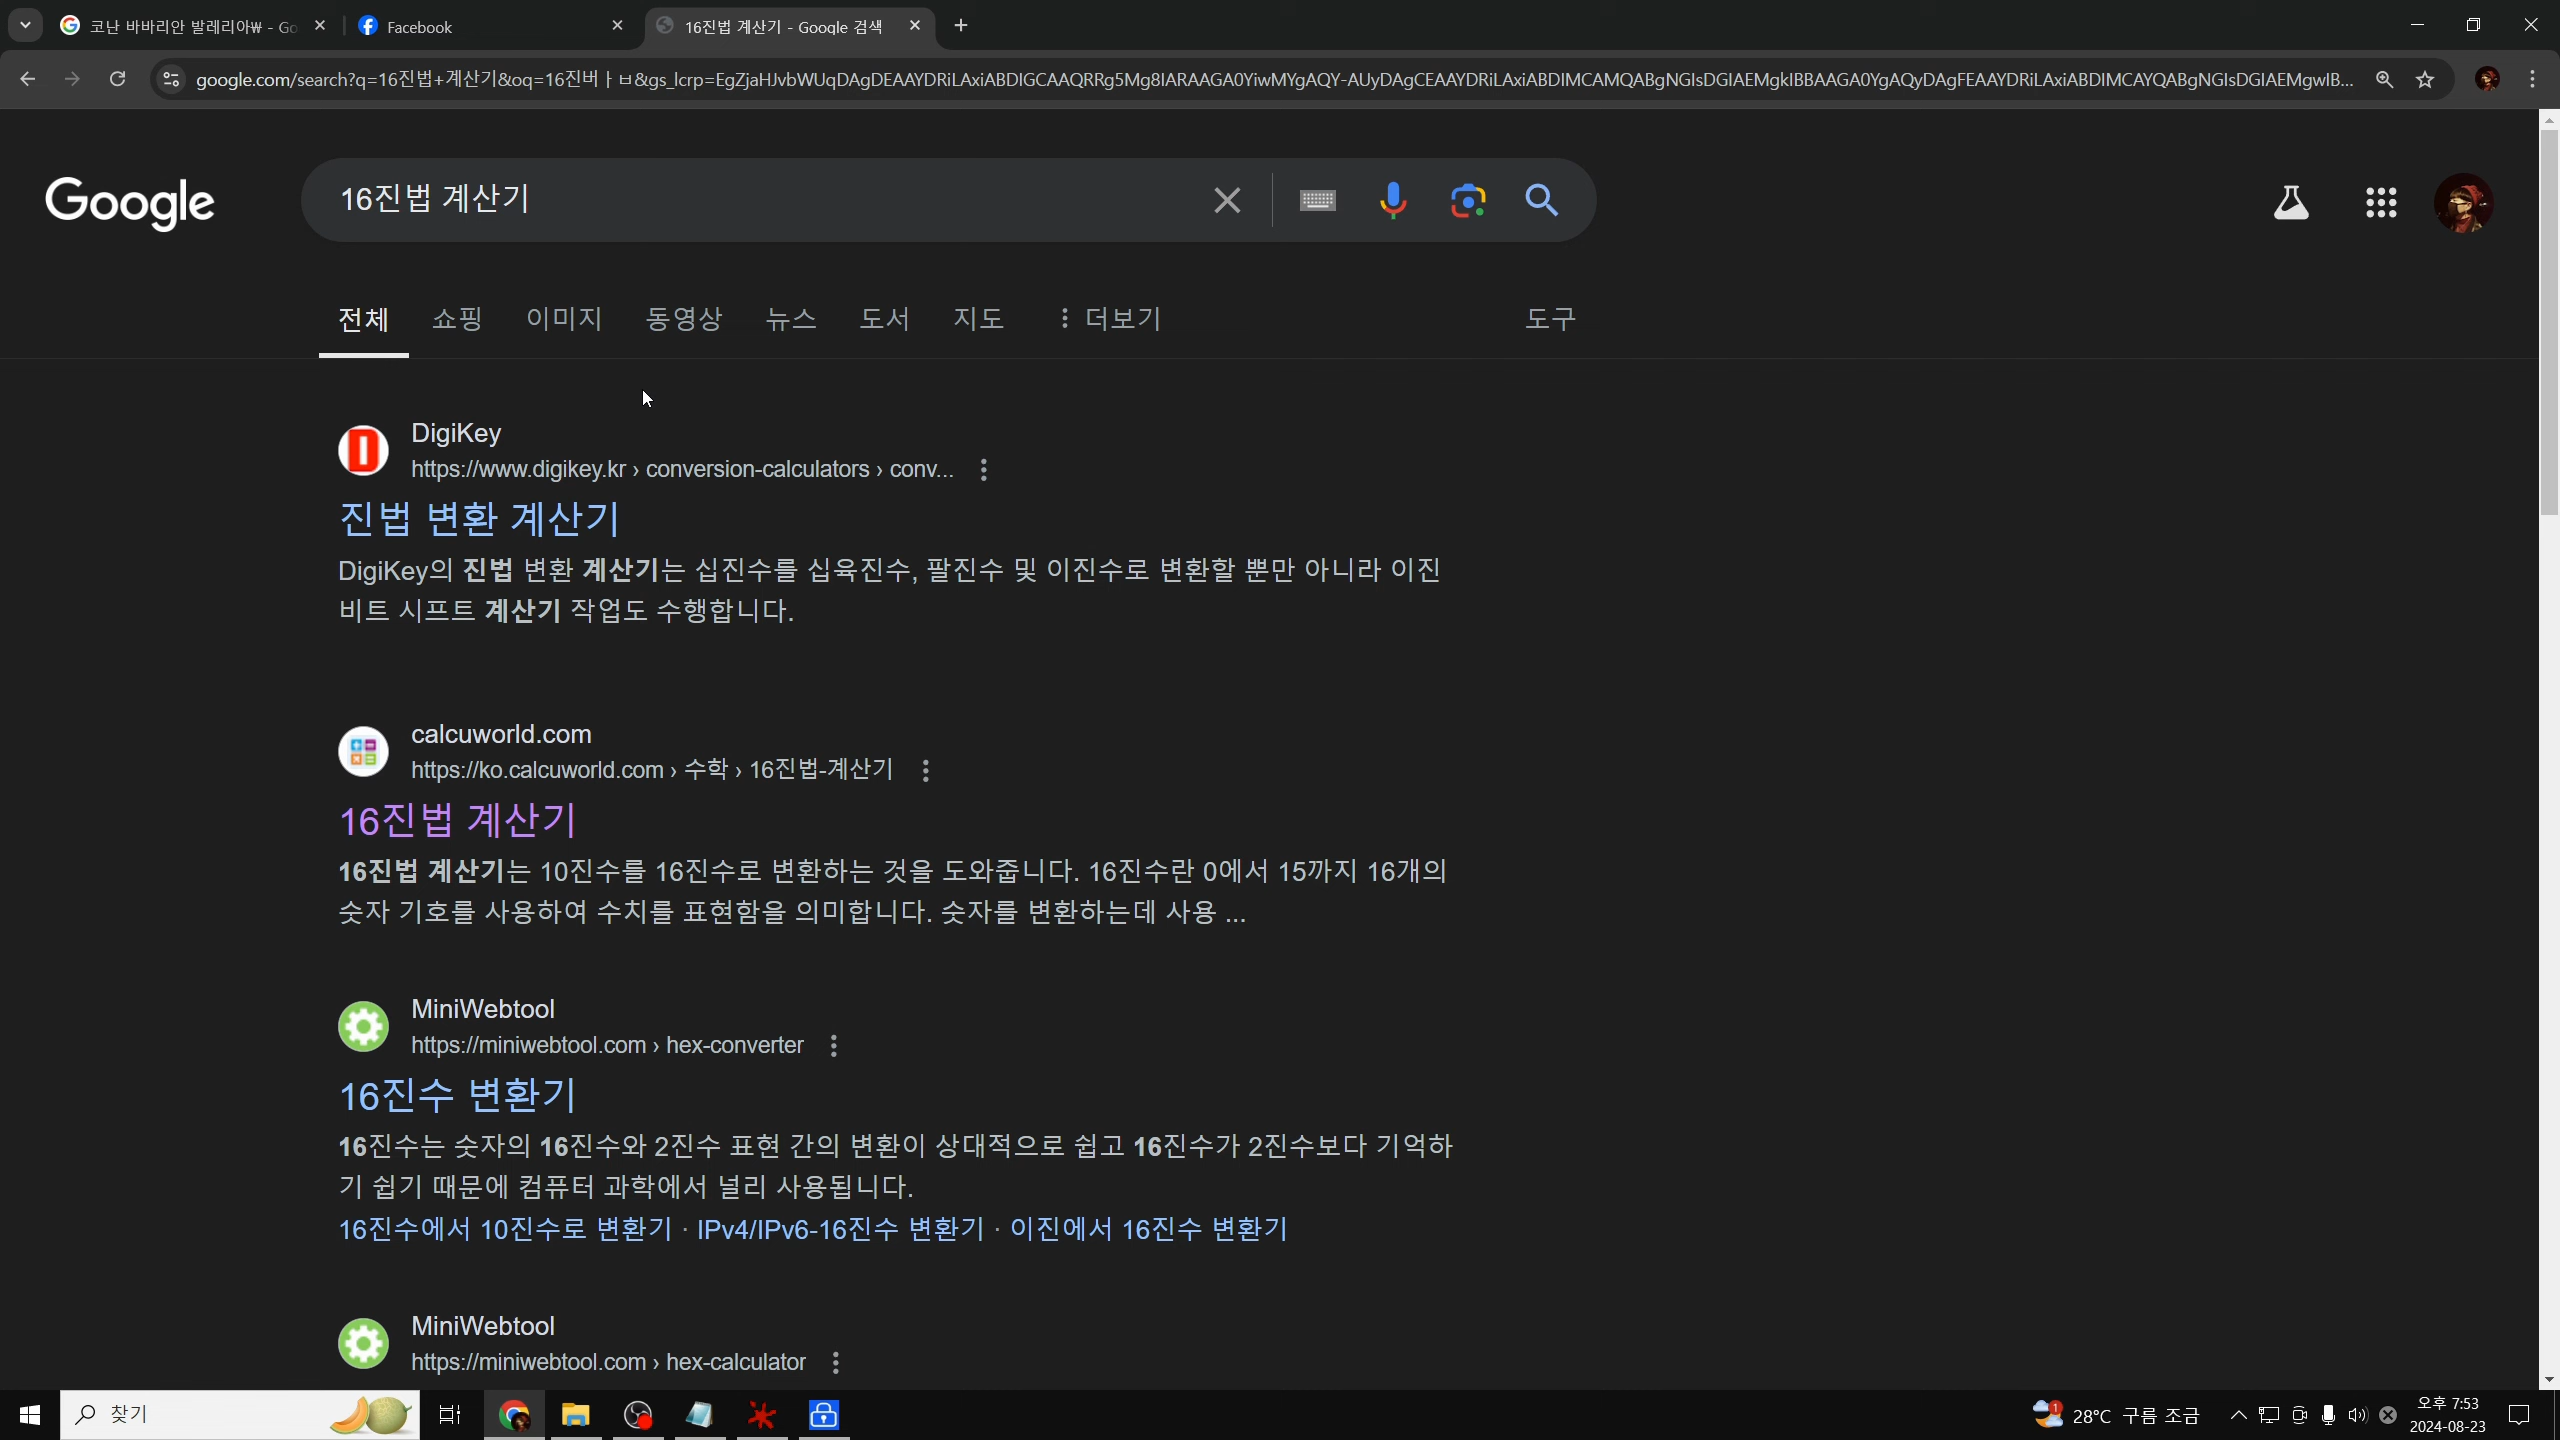 코난 바바리안 발레리아₩ - Go
Facebook
16진법 계산기 - Google 검색
google.com/search?q=16진법+계산기&oq=16진버ㅏㅂ&gs_lcrp=EgZjaHJvbWUqDAgDEAAYDRiLAxiABDIGCAAQRRg5Mg8IARAAGA0YiwMYgAQY-AUyDAgCEAAYDRiLAxiABDIMCAMQABgNGIsDGIAEMgkIBBAAGA0YgAQyDAgFEAAYDRiLAxiABDIMCAYQABgNGIsDGIAEMgwIB...
Google
16진법 계산기
전체 쇼핑 이미지 동영상 뉴스 도서 지도 더보기 도구
DigiKey
https://www.digikey.kr › conversion-calculators › conv...
진법 변환 계산기
DigiKey의 진법 변환 계산기는 십진수를 십육진수, 팔진수 및 이진수로 변환할 뿐만 아니라 이진
비트 시프트 계산기 작업도 수행합니다.
calcuworld.com
https://ko.calcuworld.com › 수학 › 16진법-계산기
16진법 계산기
16진법 계산기는 10진수를 16진수로 변환하는 것을 도와줍니다. 16진수란 0에서 15까지 16개의
숫자 기호를 사용하여 수치를 표현함을 의미합니다. 숫자를 변환하는데 사용 ...
MiniWebtool
https://miniwebtool.com › hex-converter
16진수 변환기
16진수는 숫자의 16진수와 2진수 표현 간의 변환이 상대적으로 쉽고 16진수가 2진수보다 기억하
기 쉽기 때문에 컴퓨터 과학에서 널리 사용됩니다.
16진수에서 10진수로 변환기 · IPv4/IPv6-16진수 변환기 · 이진에서 16진수 변환기
MiniWebtool
https://miniwebtool.com › hex-calculator
찾기
1
28°C 구름 조금
오후 7:53
2024-08-23